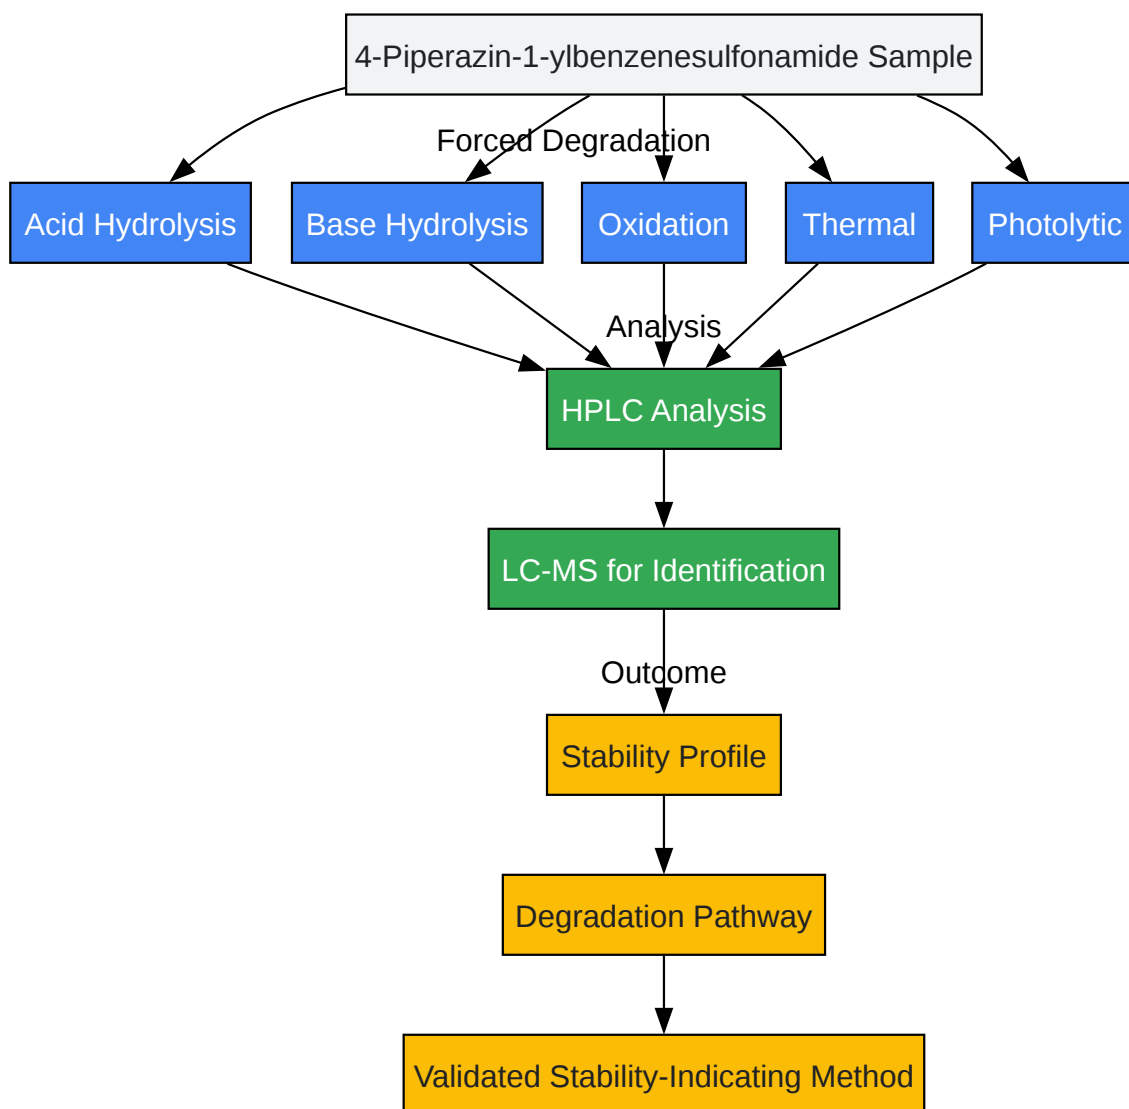 4-Piperazin-1-ylbenzenesulfonamide Sample
Forced Degradation
Acid Hydrolysis
Base Hydrolysis
Oxidation
Thermal
Photolytic
Analysis
HPLC Analysis
LC-MS for Identification
Outcome
Stability Profile
Degradation Pathway
Validated Stability-Indicating Method